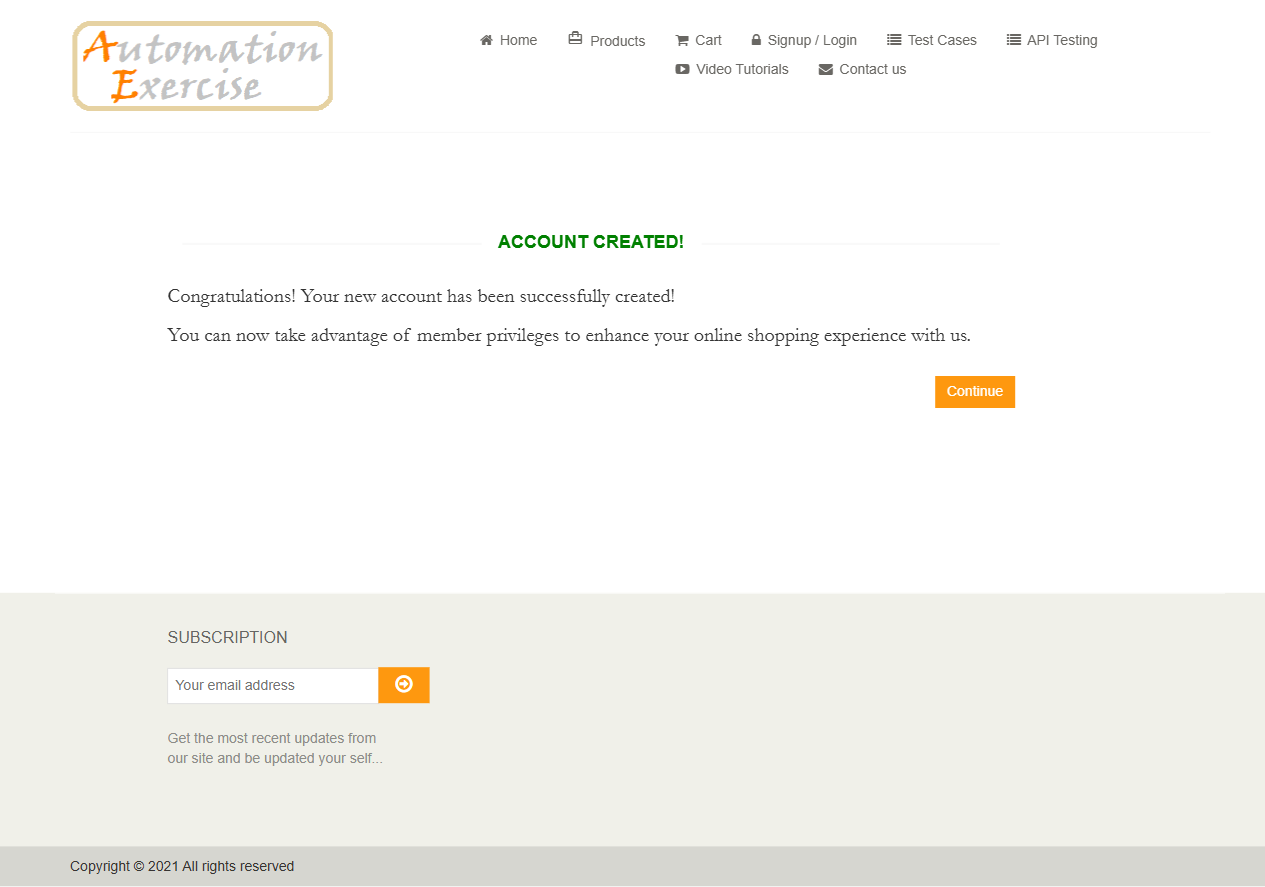 Automation
Exercise
Home
Products
Cart
Signup / Login
Test Cases
API Testing
Video Tutorials
Contact us
ACCOUNT CREATED!
Congratulations! Your new account has been successfully created!
You can now take advantage of member privileges to enhance your online shopping experience with us.
Continue
SUBSCRIPTION
Your email address
Get the most recent updates from
our site and be updated your self...
Copyright © 2021 All rights reserved